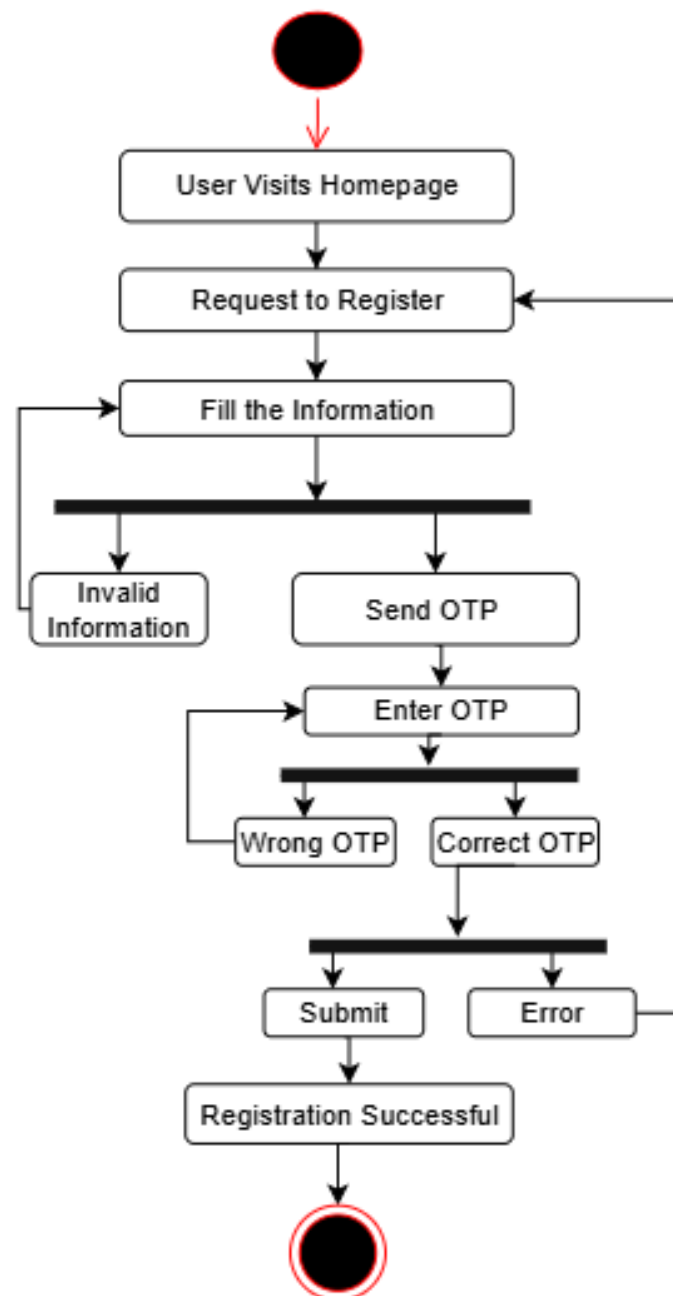 User Visits Homepage
Request to Register
Fill the Information
Invalid
Information
Send OTP
Enter OTP
Wrong OTP
Correct OTP
Submit
Error
Registration Successful